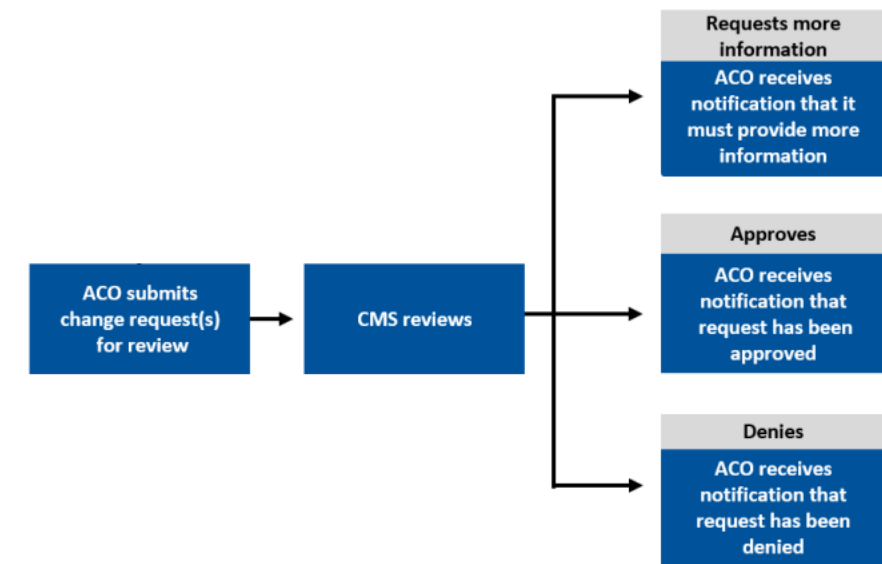 ACO submits
change request(s)
for review
CMS reviews
Requests more
information
ACO receives
notification that it
must provide more
information
Approves
ACO receives
notification that
request has been
approved
Denies
ACO receives
notification that
request has been
denied